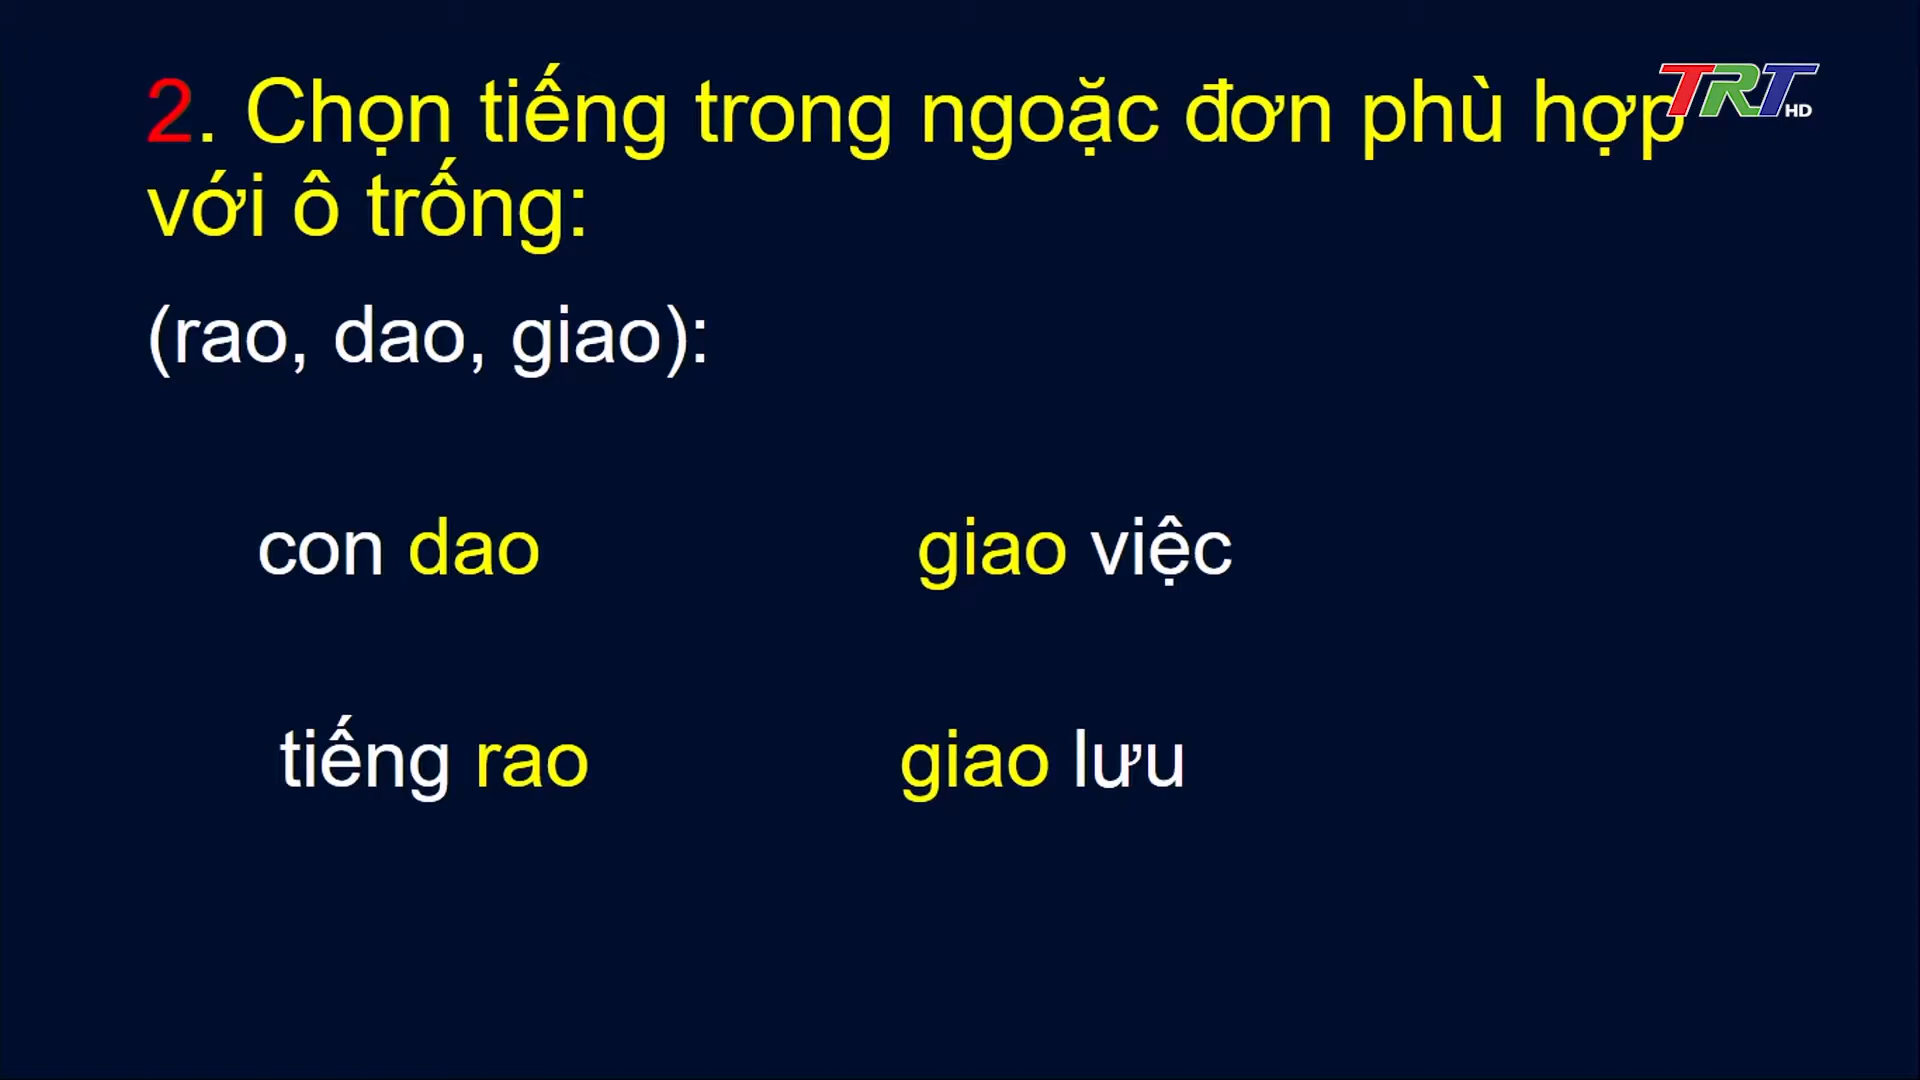 2. Chọn tiếng trong ngoặc đơn phù hợp
với ô trống:
TRT HD
(rao, dao, giao):
con dao giao việc
tiếng rao giao lưu